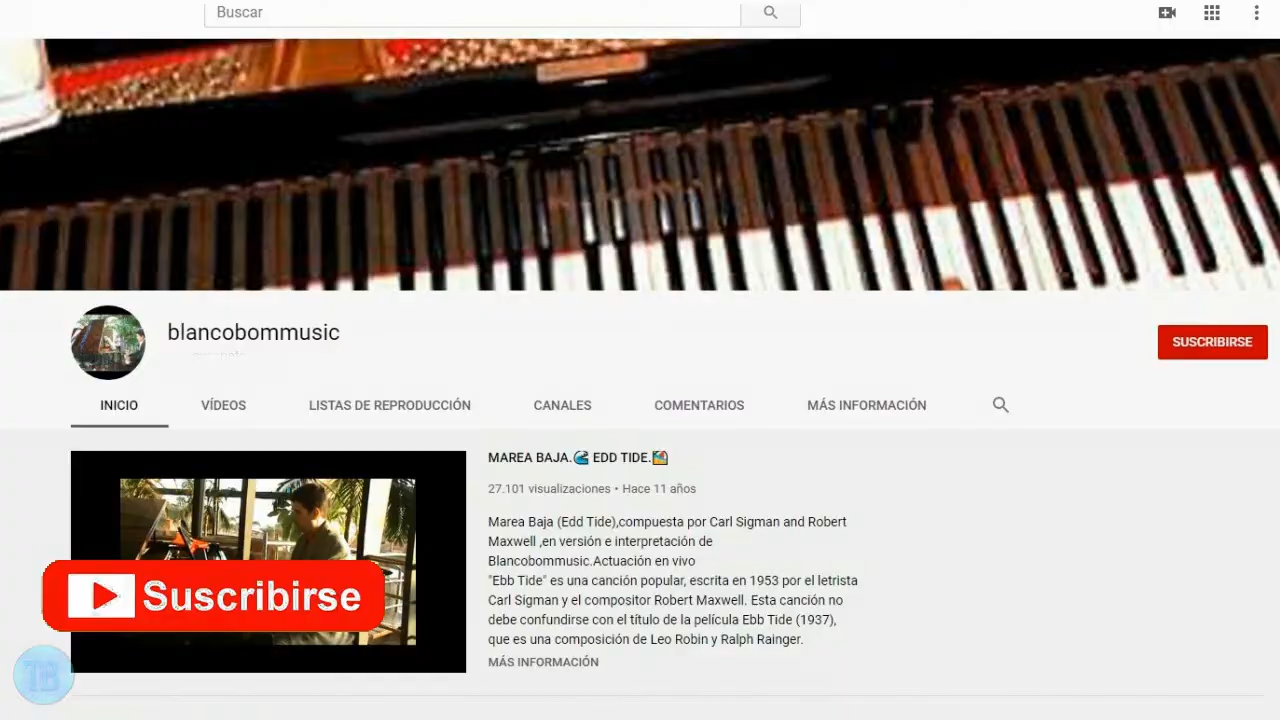 Buscar
blancobommusic
SUSCRIBIRSE
INICIO VÍDEOS LISTAS DE REPRODUCCIÓN CANALES COMENTARIOS MÁS INFORMACIÓN
MAREA BAJA.🌊 EDD TIDE.🏖
27.101 visualizaciones • Hace 11 años
Marea Baja (Edd Tide),compuesta por Carl Sigman and Robert
Maxwell ,en versión e interpretación de
Blancobommusic.Actuación en vivo
"Ebb Tide" es una canción popular, escrita en 1953 por el letrista
Carl Sigman y el compositor Robert Maxwell. Esta canción no
debe confundirse con el título de la película Ebb Tide (1937),
que es una composición de Leo Robin y Ralph Rainger.
MÁS INFORMACIÓN
Suscribirse
TB